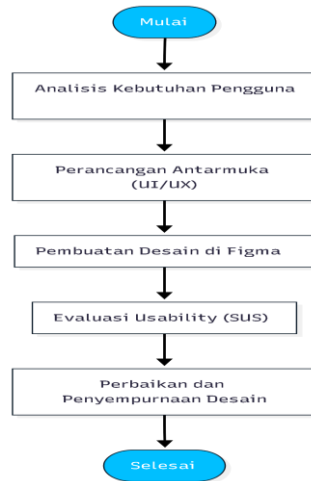 Mulai
Analisis Kebutuhan Pengguna
Perancangan Antarmuka
(UI/UX)
Pembuatan Desain di Figma
Evaluasi Usability (SUS)
Perbaikan dan
Penyempurnaan Desain
Selesai